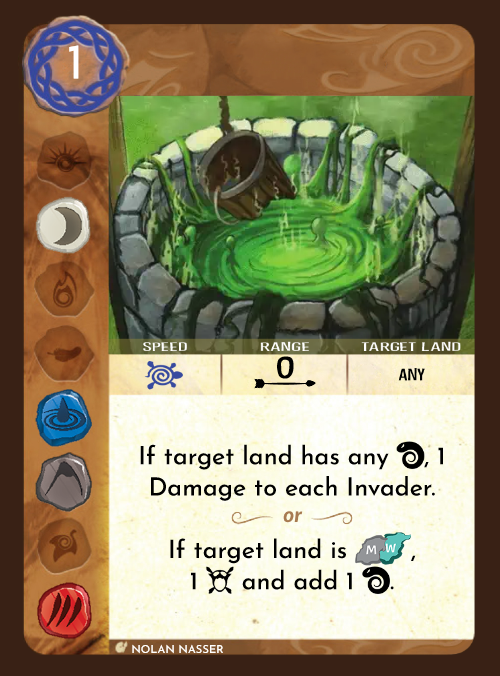 1
SPEED RANGE TARGET LAND
0 ANY
If target land has any , 1
Damage to each Invader.
or
If target land is M W ,
1 and add 1 .
NOLAN NASSER